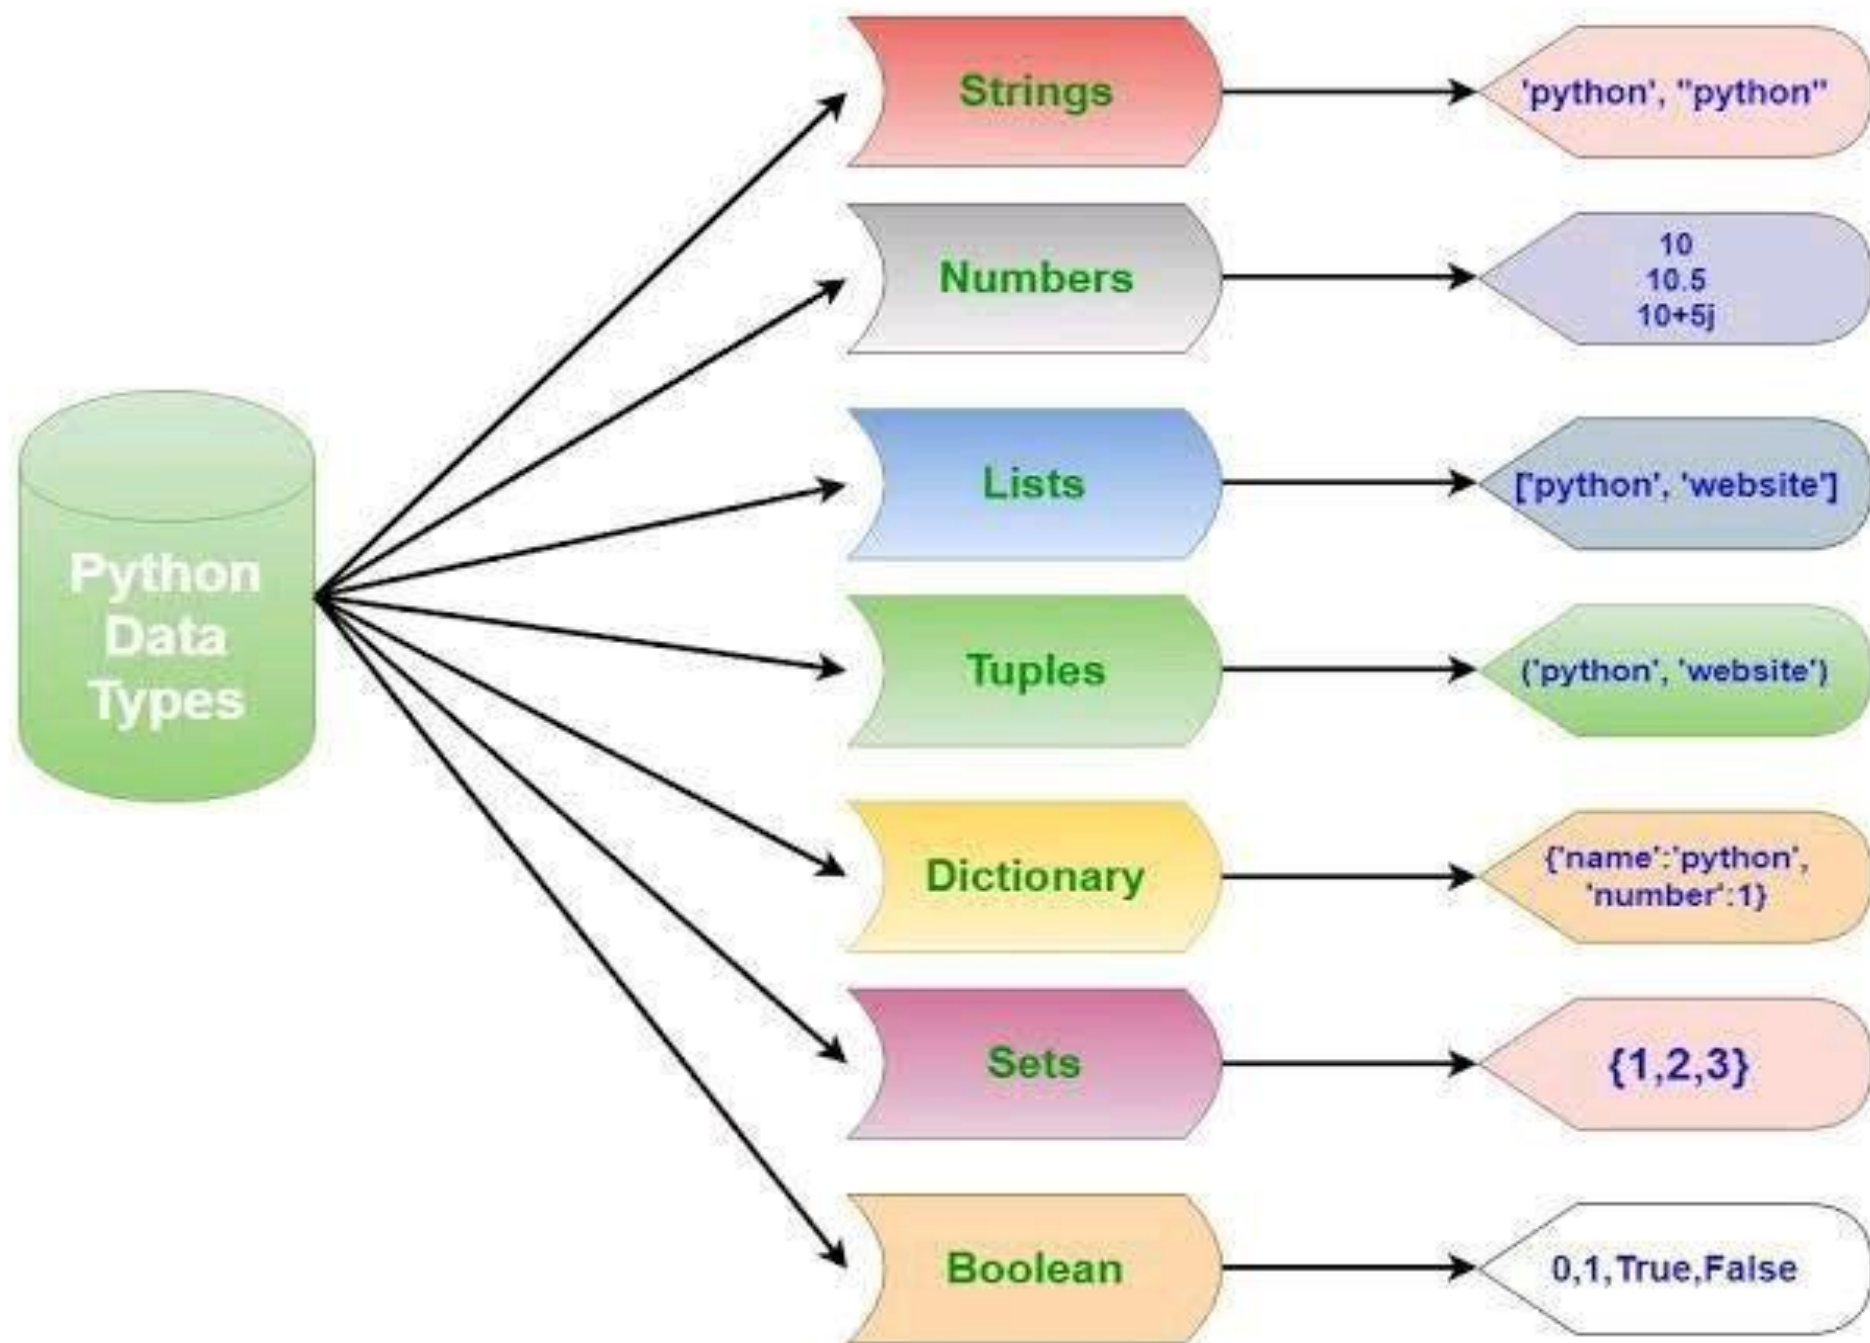 Python
Data
Types
Strings
'python', "python"
Numbers
10
10.5
10+5j
Lists
['python', 'website']
Tuples
('python', 'website')
Dictionary
{'name':'python',
'number':1}
Sets
{1,2,3}
Boolean
0,1,True,False